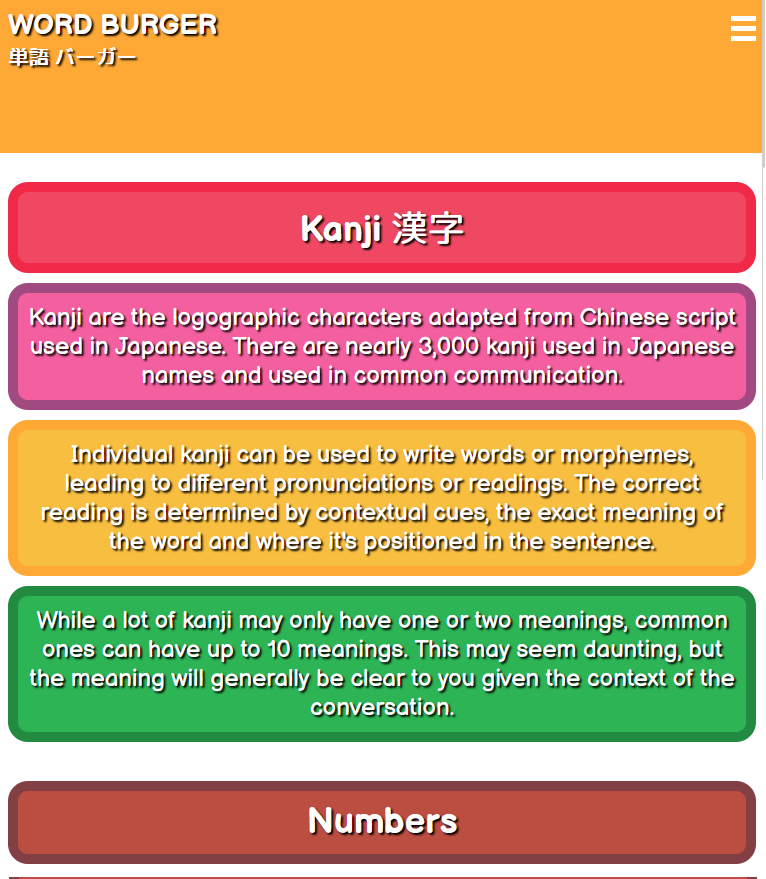 WORD BURGER
単語 バーガー
Kanji 漢字
Kanji are the logographic characters adapted from Chinese script
used in Japanese. There are nearly 3,000 kanji used in Japanese
names and used in common communication.
Individual kanji can be used to write words or morphemes,
leading to different pronunciations or readings. The correct
reading is determined by contextual cues, the exact meaning of
the word and where it's positioned in the sentence.
While a lot of kanji may only have one or two meanings, common
ones can have up to 10 meanings. This may seem daunting, but
the meaning will generally be clear to you given the context of the
conversation.
Numbers